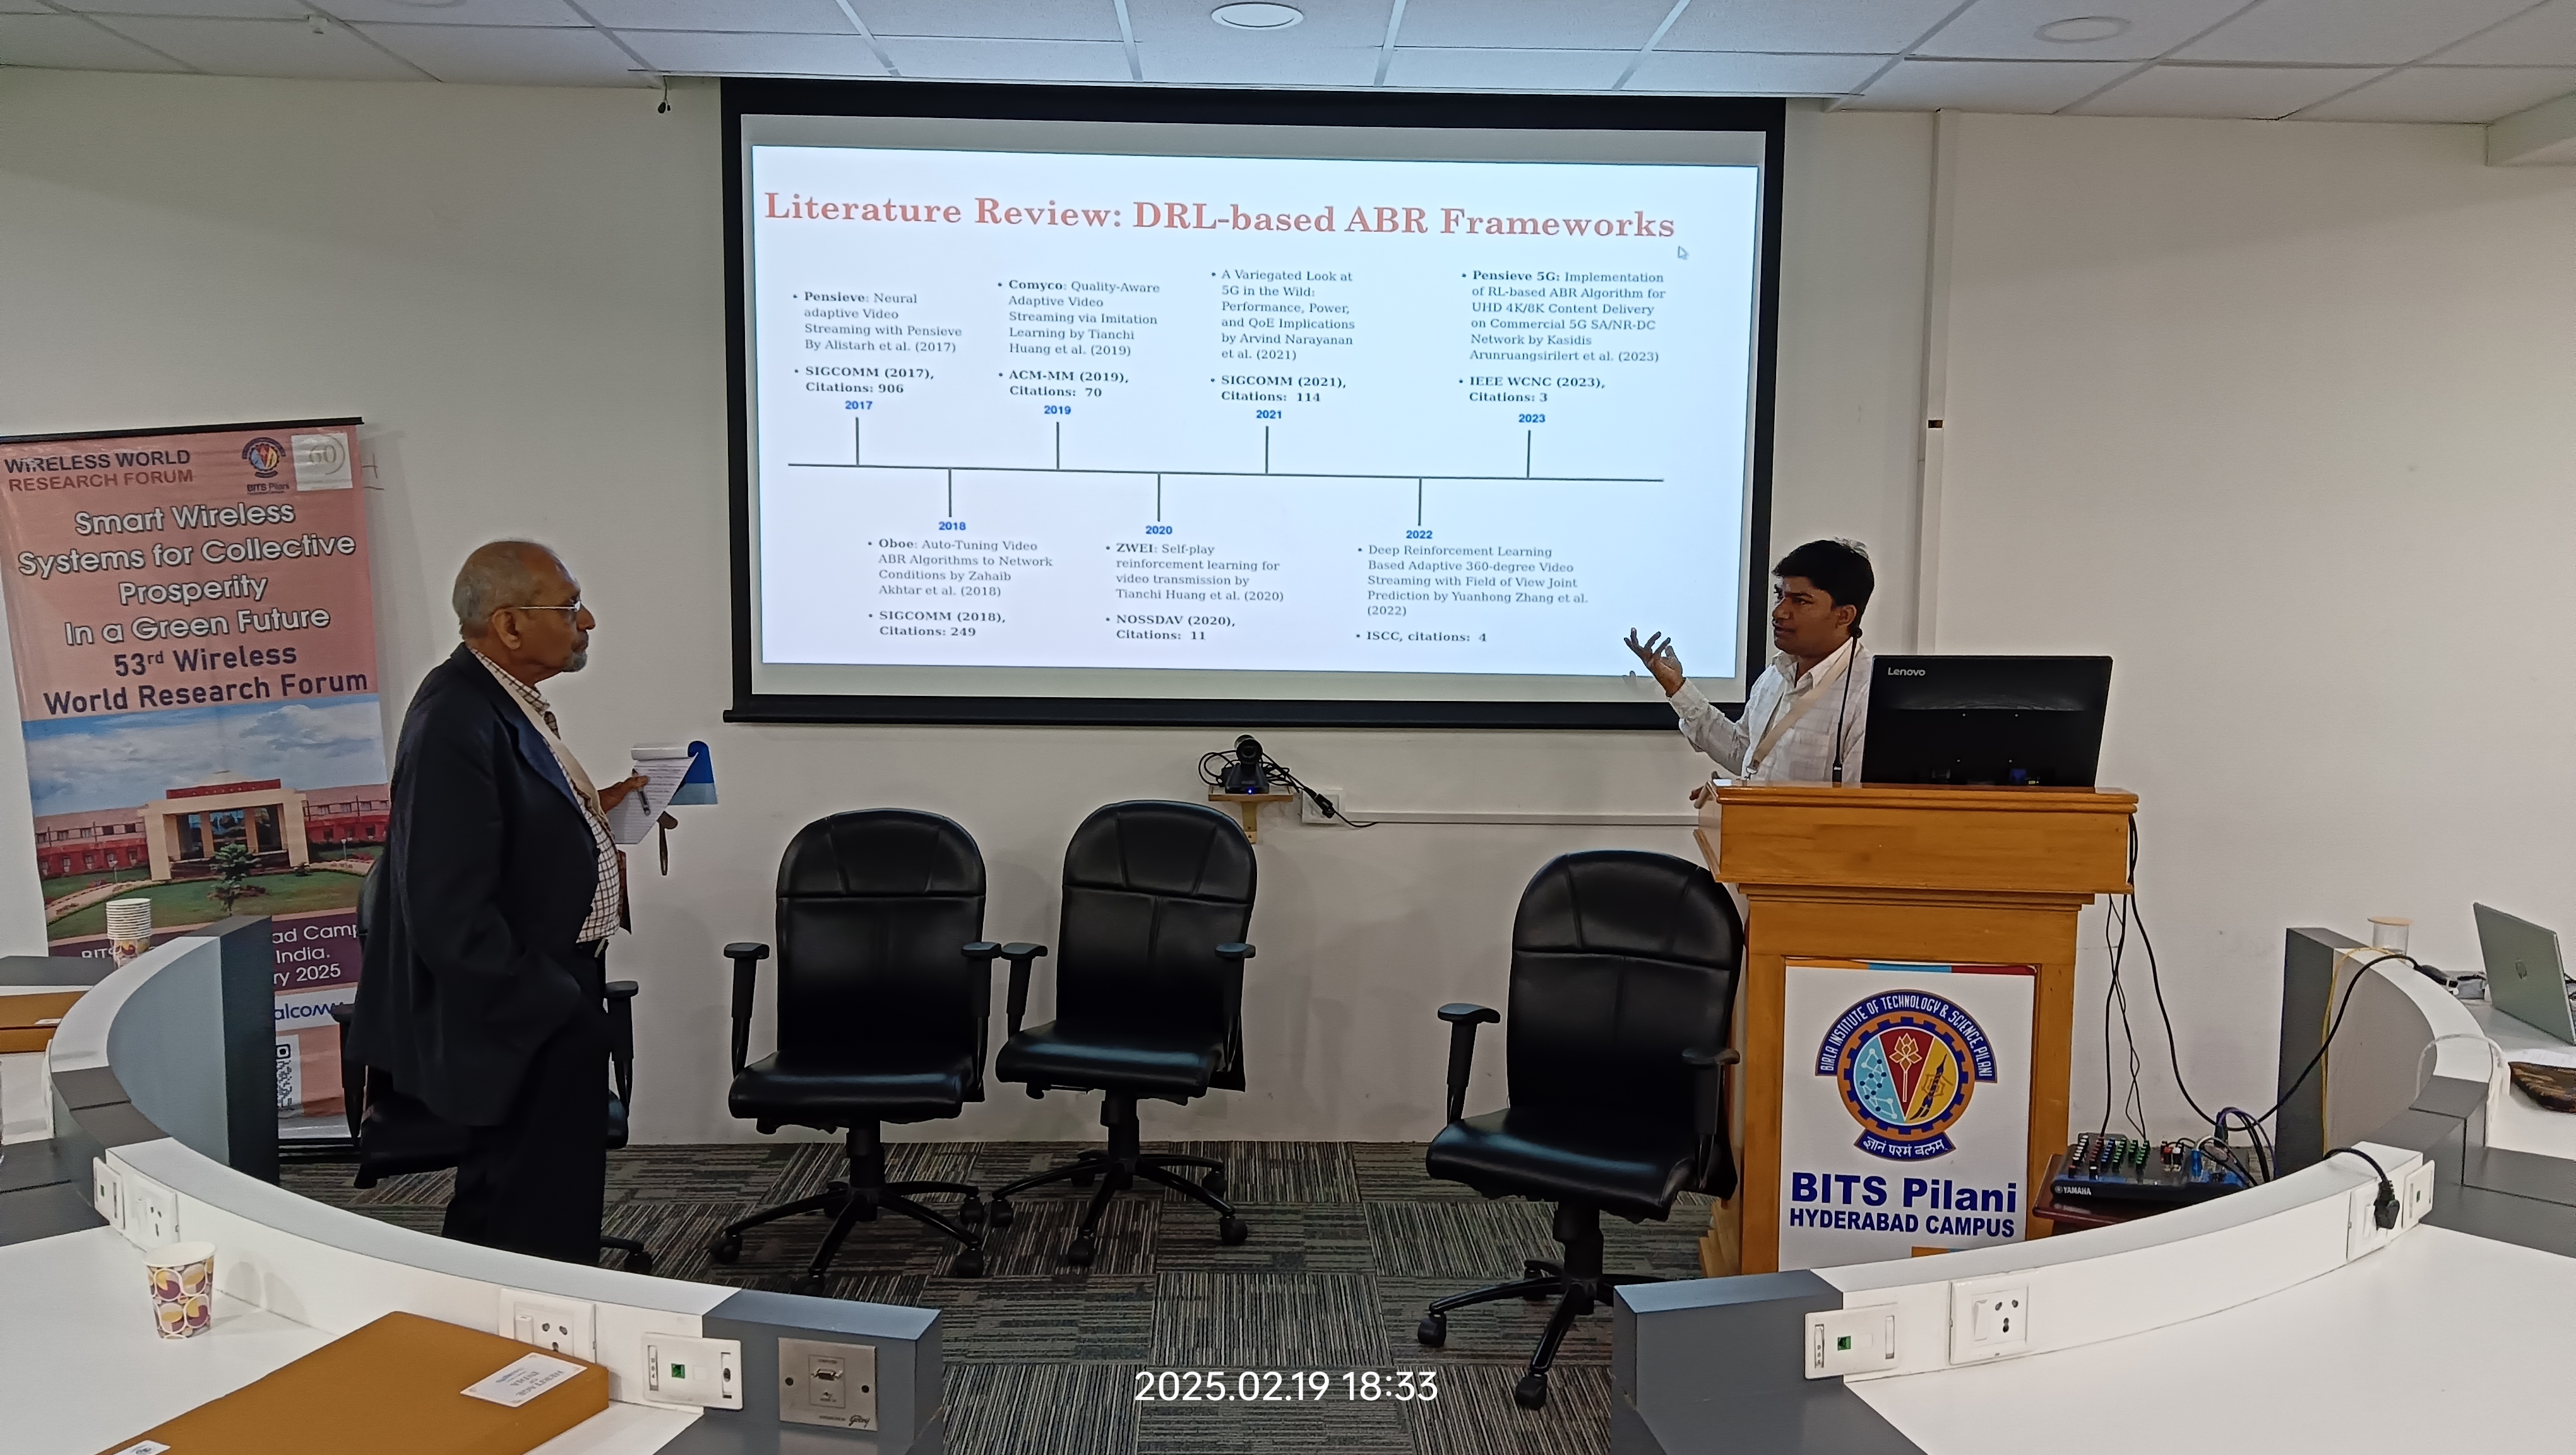 Literature Review: DRL-based ABR Frameworks
• Pensieve: Neural
adaptive Video
Streaming with Pensieve
By Alistarh et al. (2017)
• SIGCOMM (2017),
Citations: 906
2017
• Comyco: Quality-Aware
Adaptive Video
Streaming via Imitation
Learning by Tianchi
Huang et al. (2019)
• ACM-MM (2019),
Citations: 70
2019
• A Variegated Look at
5G in the Wild:
Performance, Power,
and QoE Implications
by Arvind Narayanan
et al. (2021)
• SIGCOMM (2021),
Citations: 114
2021
• Pensieve 5G: Implementation
of RL-based ABR Algorithm for
UHD 4K/8K Content Delivery
on Commercial 5G SA/NR-DC
Network by Kasidis
Arunruangsirilert et al. (2023)
• IEEE WCNC (2023),
Citations: 3
2023
2018
• Oboe: Auto-Tuning Video
ABR Algorithms to Network
Conditions by Zahaib
Akhtar et al. (2018)
• SIGCOMM (2018),
Citations: 249
2020
• ZWEI: Self-play
reinforcement learning for
video transmission by
Tianchi Huang et al. (2020)
• NOSSDAV (2020),
Citations: 11
2022
• Deep Reinforcement Learning
Based Adaptive 360-degree Video
Streaming with Field of View Joint
Prediction by Yuanhong Zhang et al.
(2022)
• ISCC, citations: 4
WIRELESS WORLD
RESEARCH FORUM
BITS Pilani
60
Smart Wireless
Systems for Collective
Prosperity
In a Green Future
53rd Wireless
World Research Forum
BITS
ad Camp
India.
ry 2025
alcomm
Lenovo
BIRLA INSTITUTE OF TECHNOLOGY & SCIENCE, PILANI
ज्ञानं परमं बलम्
BITS Pilani
HYDERABAD CAMPUS
YAMAHA
hp
Godrej
2025.02.19 18:33